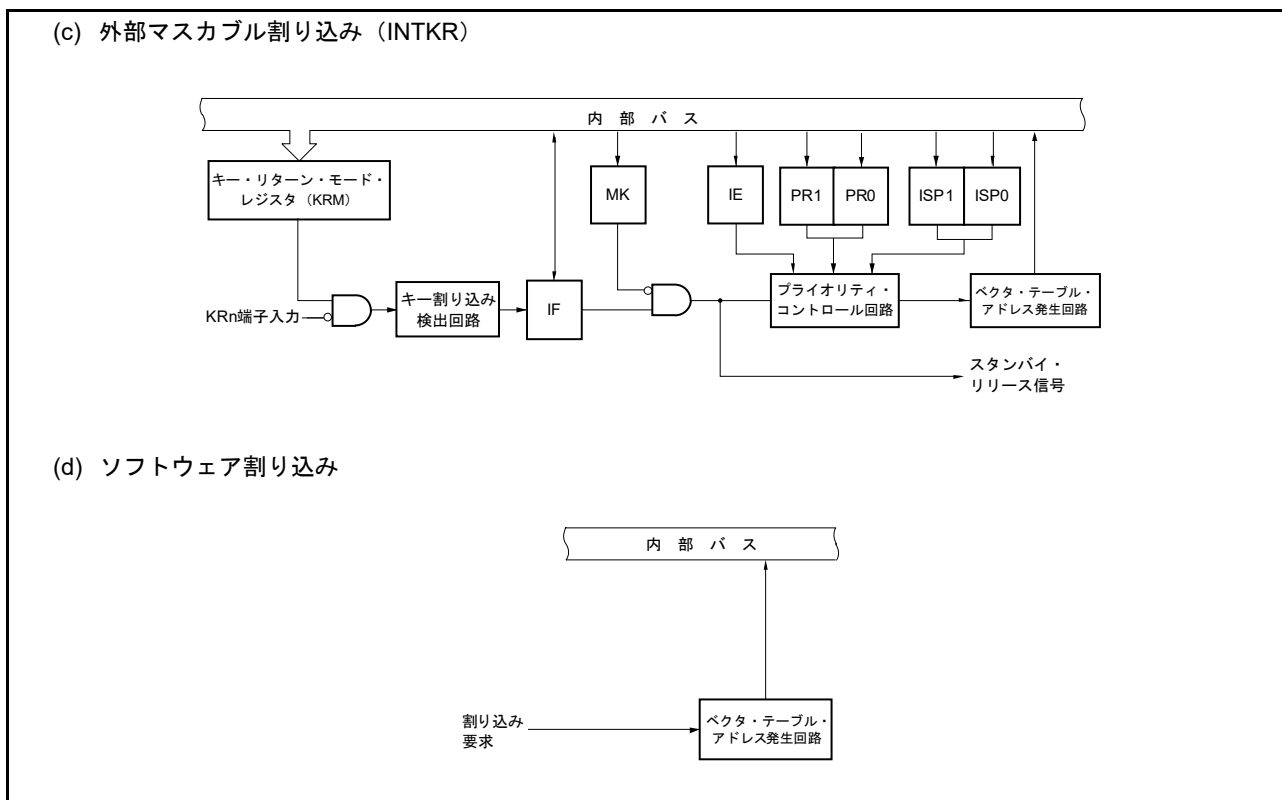 (c) 外部マスカブル割り込み（INTKR）
内 部 バ ス
キー・リターン・モード・
レジスタ（KRM）
MK
IE
PR1
PR0
ISP1
ISP0
KRn端子入力
キー割り込み
検出回路
IF
プライオリティ・
コントロール回路
ベクタ・テーブル・
アドレス発生回路
スタンバイ・
リリース信号
(d) ソフトウェア割り込み
内 部 バ ス
割り込み
要求
ベクタ・テーブル・
アドレス発生回路